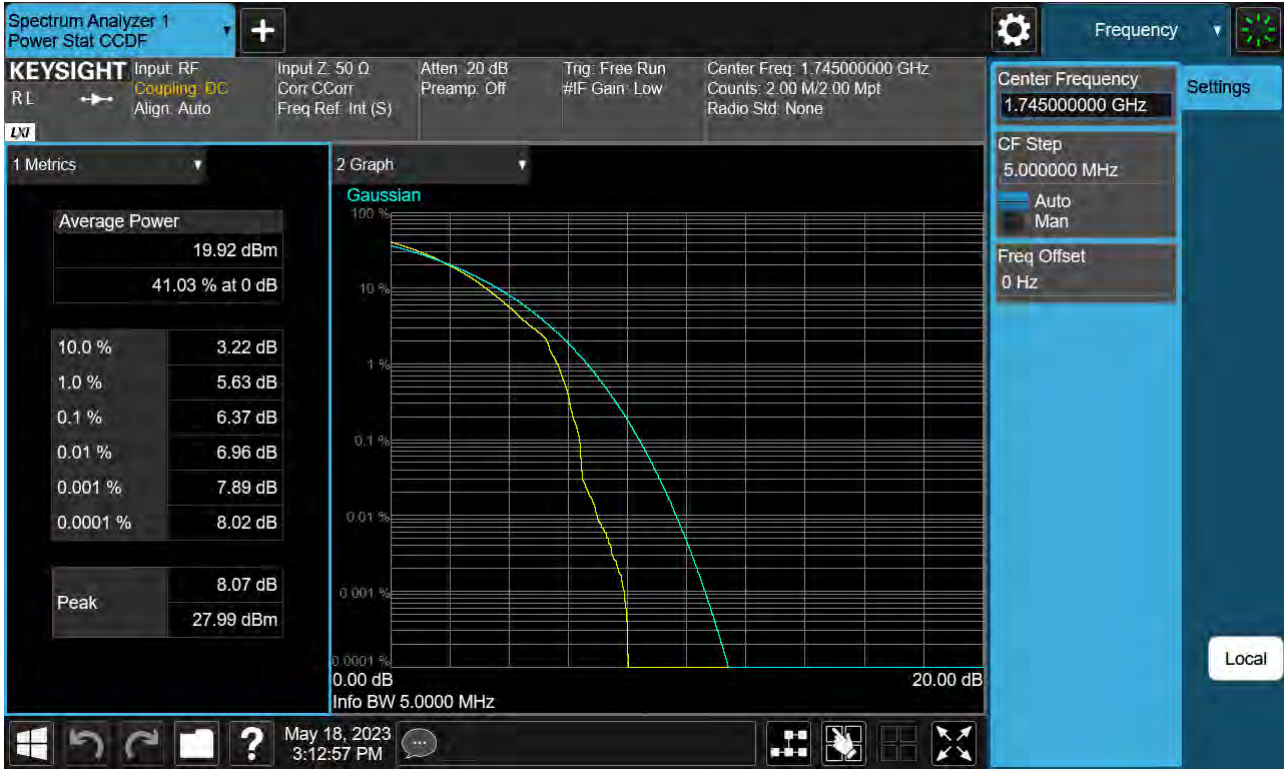 Spectrum Analyzer 1
Power Stat CCDF
Frequency
KEYSIGHT
R L
LXI
Input: RF
Coupling: DC
Align: Auto
Input Z: 50 Ω
Corr CCorr
Freq Ref: Int (S)
Atten: 20 dB
Preamp: Off
Trig: Free Run
#IF Gain: Low
Center Freq: 1.745000000 GHz
Counts: 2.00 M/2.00 Mpt
Radio Std: None
Center Frequency
1.745000000 GHz
Settings
CF Step
5.000000 MHz
Auto
Man
Freq Offset
0 Hz
Local
1 Metrics
Average Power
19.92 dBm
41.03 % at 0 dB
10.0 % 3.22 dB
1.0 % 5.63 dB
0.1 % 6.37 dB
0.01 % 6.96 dB
0.001 % 7.89 dB
0.0001 % 8.02 dB
Peak
8.07 dB
27.99 dBm
2 Graph
Gaussian
100 %
10 %
1 %
0.1 %
0.01 %
0.001 %
0.0001 %
0.00 dB 20.00 dB
Info BW 5.0000 MHz
?
May 18, 2023
3:12:57 PM